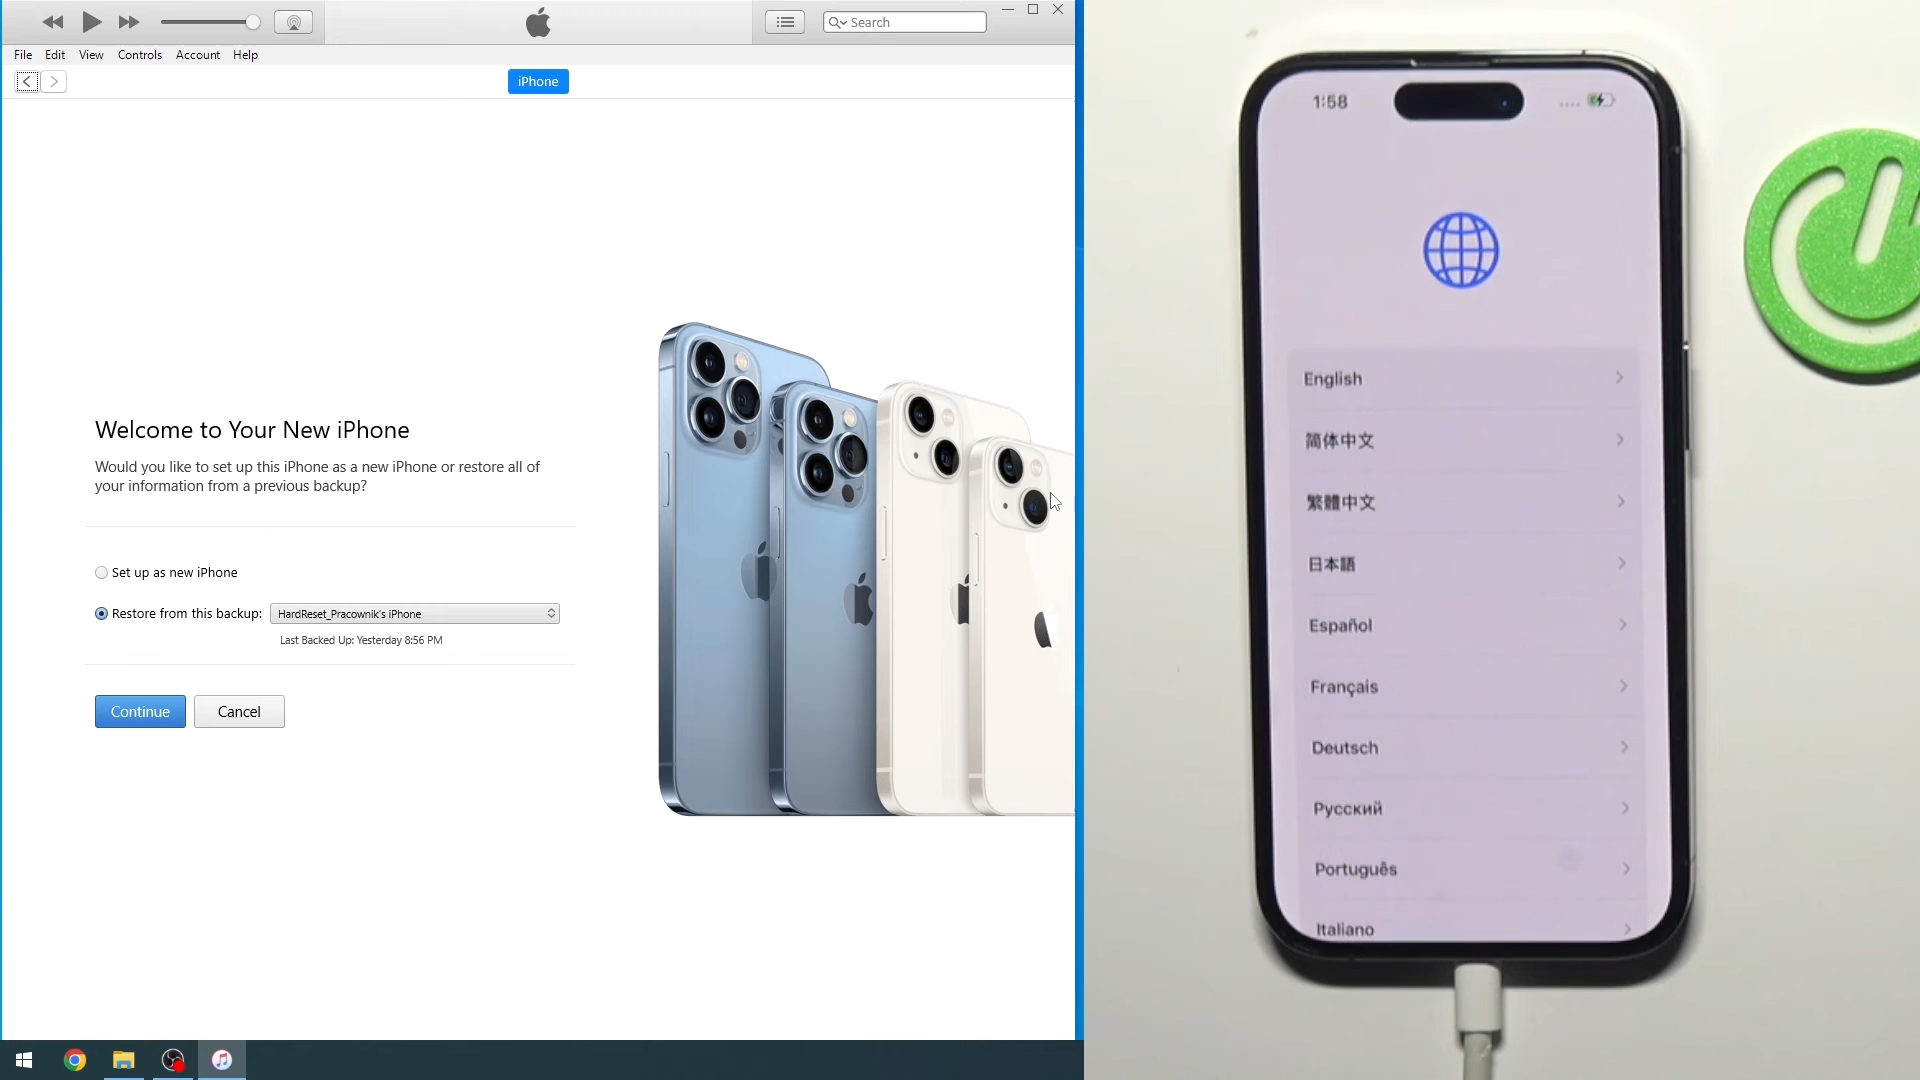 Search
File Edit View Controls Account Help
iPhone
Welcome to Your New iPhone
Would you like to set up this iPhone as a new iPhone or restore all of
your information from a previous backup?
Set up as new iPhone
Restore from this backup: HardReset_Pracownik's iPhone
Last Backed Up: Yesterday 8:56 PM
Continue Cancel
1:58
English
简体中文
繁體中文
日本語
Español
Français
Deutsch
Русский
Português
Italiano